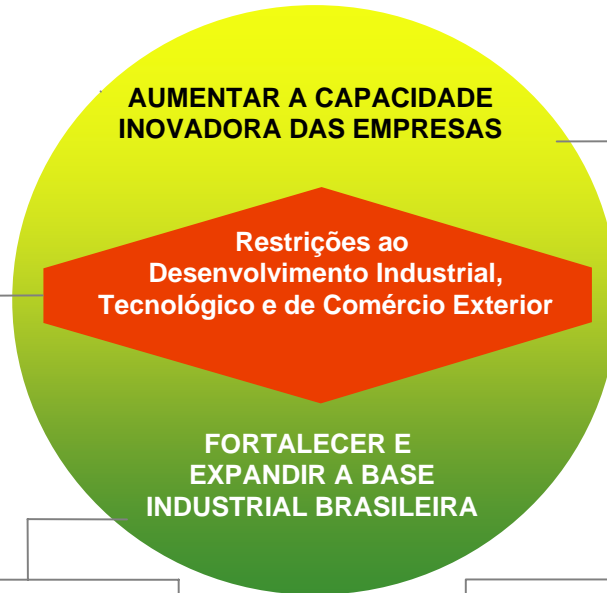 AUMENTAR A CAPACIDADE
INOVADORA DAS EMPRESAS
Restrições ao
Desenvolvimento Industrial,
Tecnológico e de Comércio Exterior
FORTALECER E
EXPANDIR A BASE
INDUSTRIAL BRASILEIRA